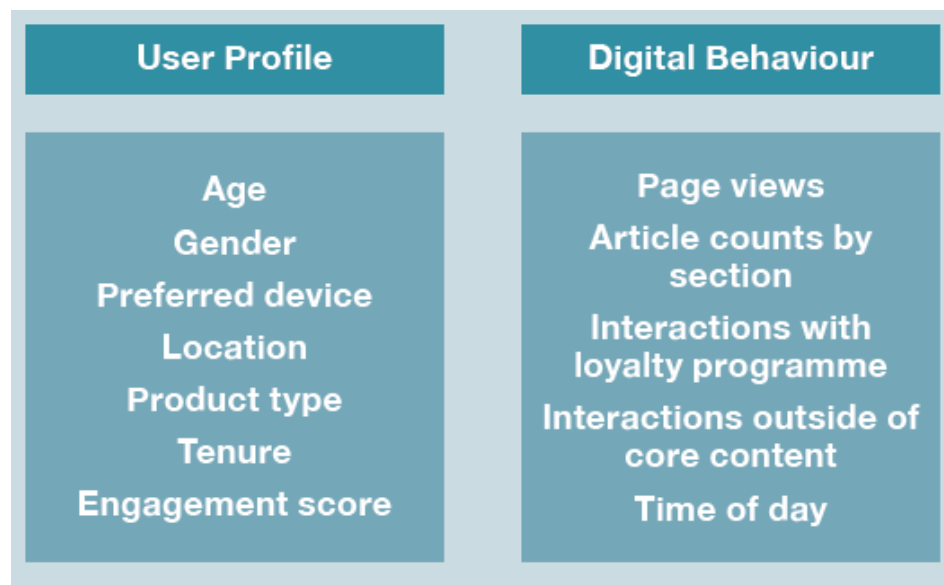 User Profile
Age
Gender
Preferred device
Location
Product type
Tenure
Engagement score
Digital Behaviour
Page views
Article counts by
section
Interactions with
loyalty programme
Interactions outside of
core content
Time of day